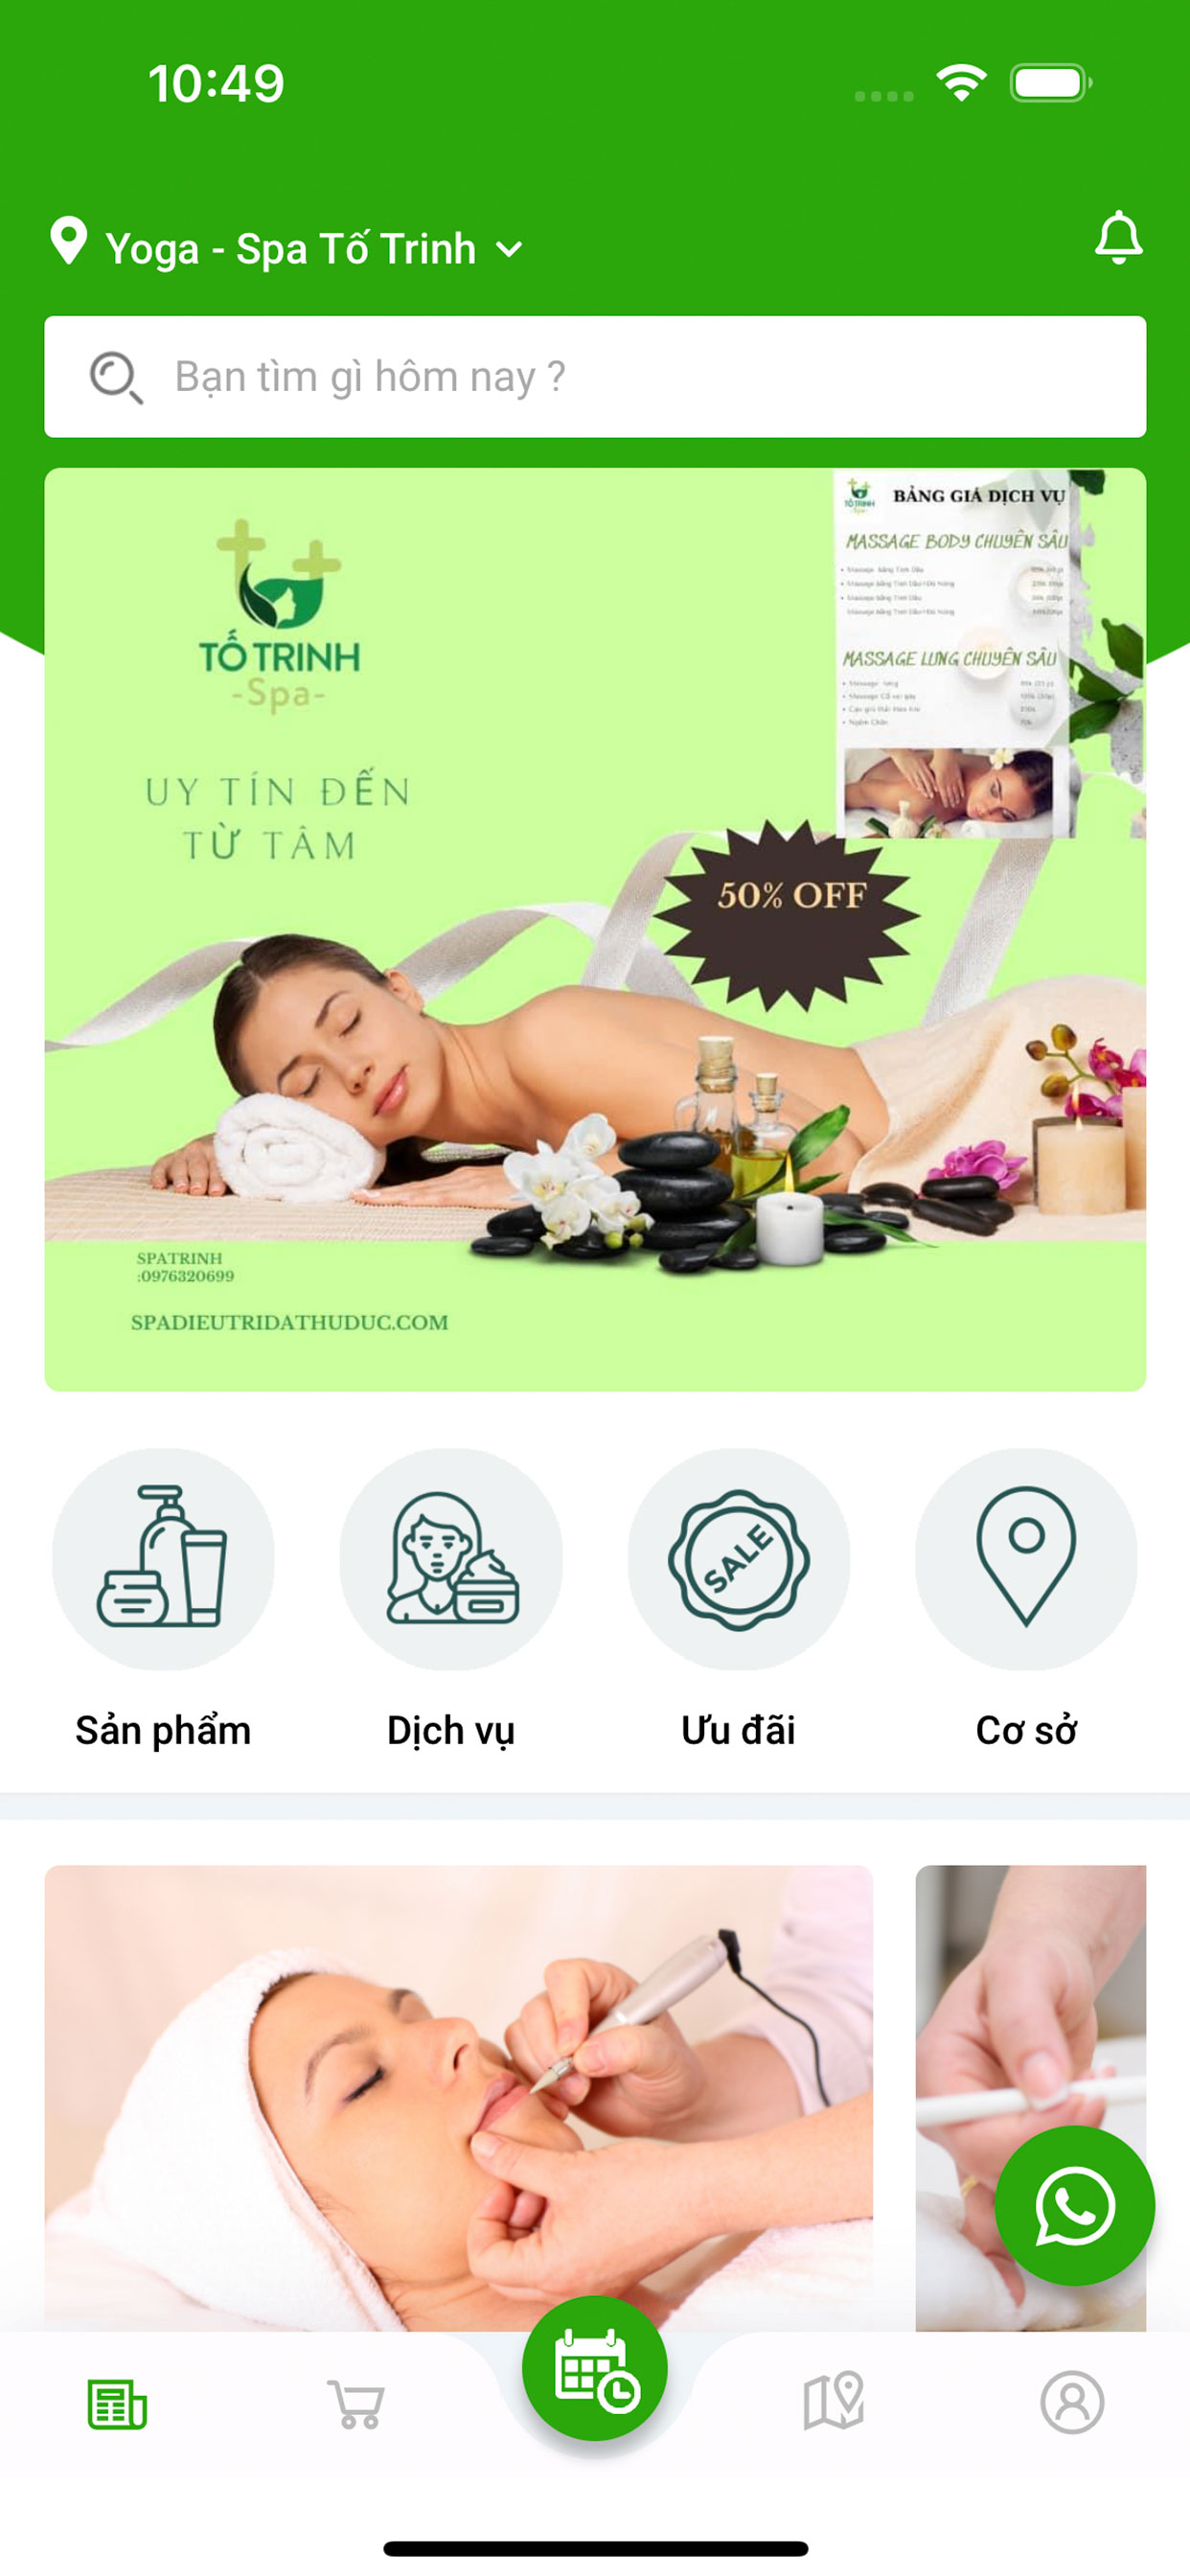 10:49
Yoga - Spa Tố Trinh
Bạn tìm gì hôm nay ?
TỐ TRINH
-Spa-
UY TÍN ĐẾN
TỪ TÂM
TỐ TRINH
BẢNG GIÁ DỊCH VỤ
MASSAGE BODY CHUYÊN SÂU
MASSAGE LƯNG CHUYÊN SÂU
50% OFF
SPATRINH
:0976320699
SPADIEUTRIDATHUDUC.COM
SALE
Sản phẩm
Dịch vụ
Ưu đãi
Cơ sở